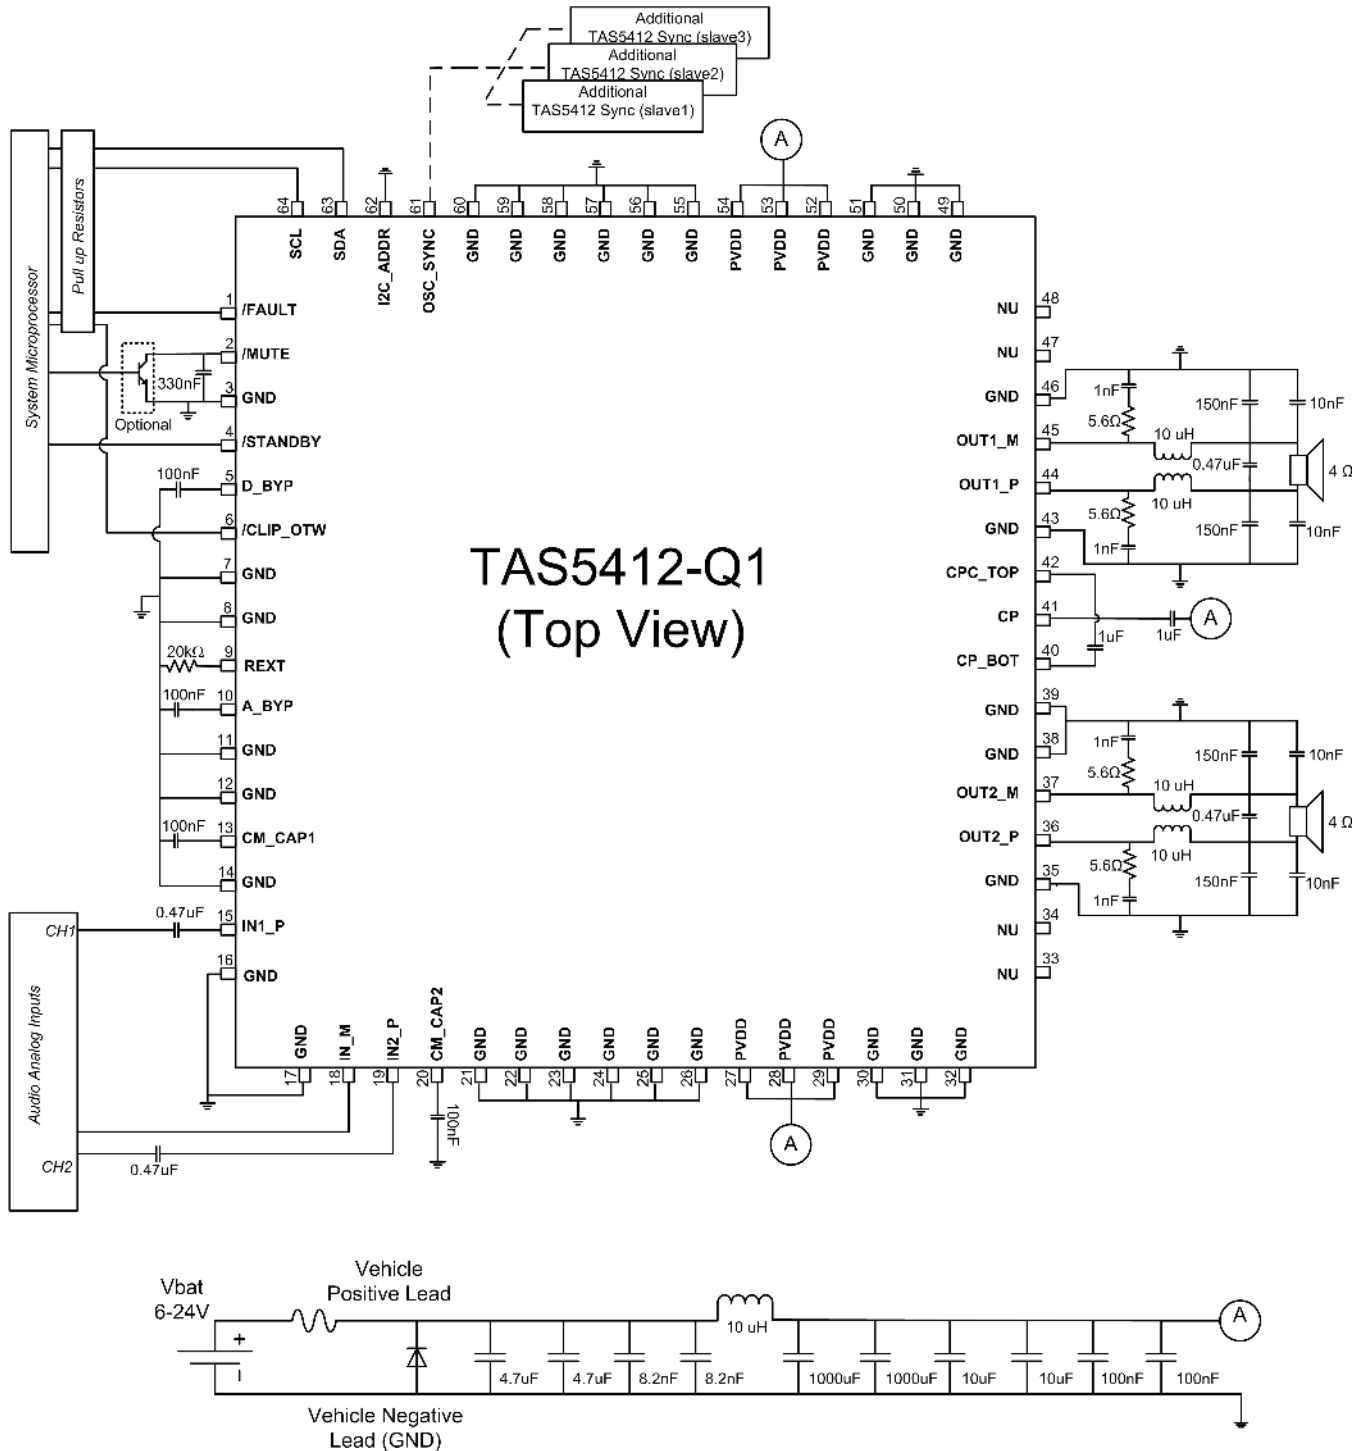 Additional
TAS5412 Sync (slave3)
Additional
TAS5412 Sync (slave2)
Additional
TAS5412 Sync (slave1)
A
System Microprocessor
Pull up Resistors
64
63
62
61
60
59
58
57
56
55
54
53
52
51
50
49
SCL
SDA
I2C_ADDR
OSC_SYNC
GND
GND
GND
GND
GND
GND
PVDD
PVDD
PVDD
GND
GND
GND
1
/FAULT
2
/MUTE
330nF
3
GND
Optional
4
/STANDBY
100nF
5
D_BYP
6
/CLIP_OTW
7
GND
8
GND
20kΩ
9
REXT
100nF
10
A_BYP
11
GND
12
GND
100nF
13
CM_CAP1
14
GND
0.47uF
15
IN1_P
16
GND
TAS5412-Q1
(Top View)
NU
48
NU
47
GND
46
OUT1_M
45
OUT1_P
44
GND
43
CPC_TOP
42
CP
41
CP_BOT
40
GND
39
GND
38
OUT2_M
37
OUT2_P
36
GND
35
NU
34
NU
33
1nF
150nF
10nF
5.6Ω
10 uH
0.47uF
4 Ω
10 uH
5.6Ω
150nF
10nF
1nF
1uF
1uF
A
1nF
150nF
10nF
5.6Ω
10 uH
0.47uF
4 Ω
10 uH
5.6Ω
150nF
10nF
1nF
Audio Analog Inputs
CH1
CH2
0.47uF
GND
IN_M
IN2_P
CM_CAP2
GND
GND
GND
GND
GND
GND
PVDD
PVDD
PVDD
GND
GND
GND
17
18
19
20
21
22
23
24
25
26
27
28
29
30
31
32
100nF
A
Vbat
6-24V
Vehicle
Positive Lead
+
−
10 uH
A
4.7uF
4.7uF
8.2nF
8.2nF
1000uF
1000uF
10uF
10uF
100nF
100nF
Vehicle Negative
Lead (GND)